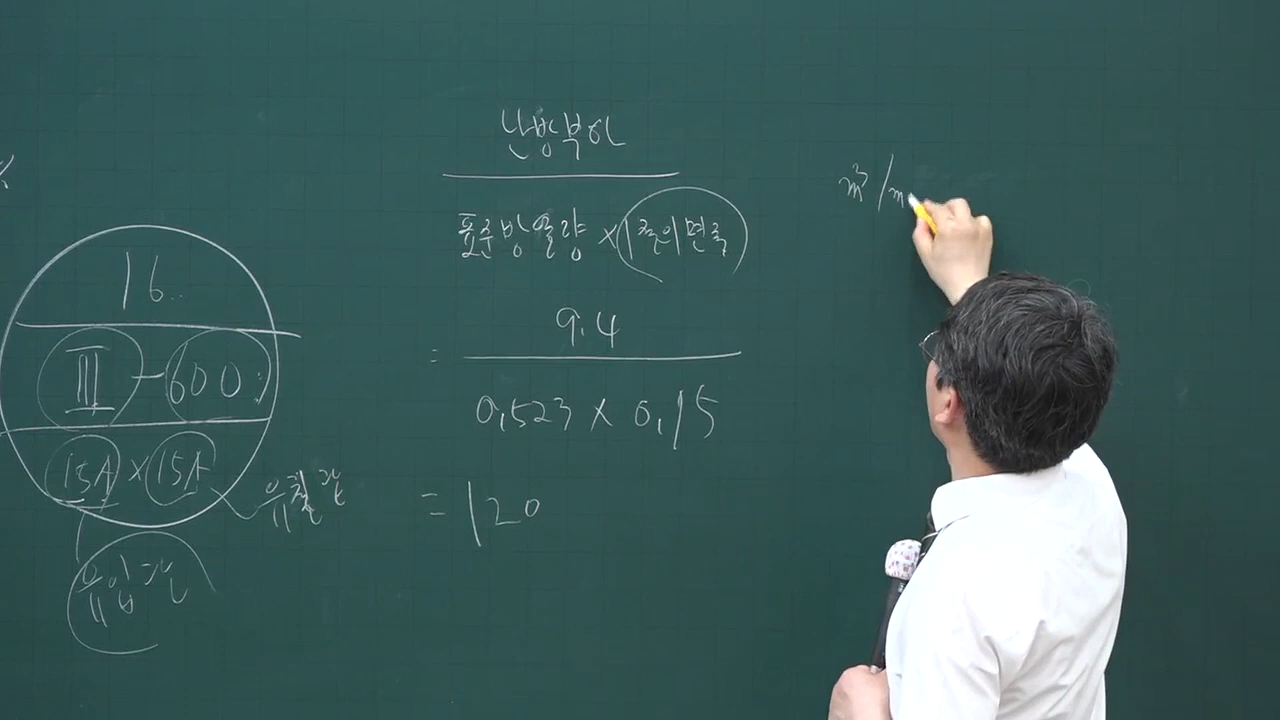 16
III - 600
15A × 15A
유출관
유입관
난방부하
표준방열량 × 1쪽의면적
= 9.4
0.523 × 0.15
= 120
m³/m